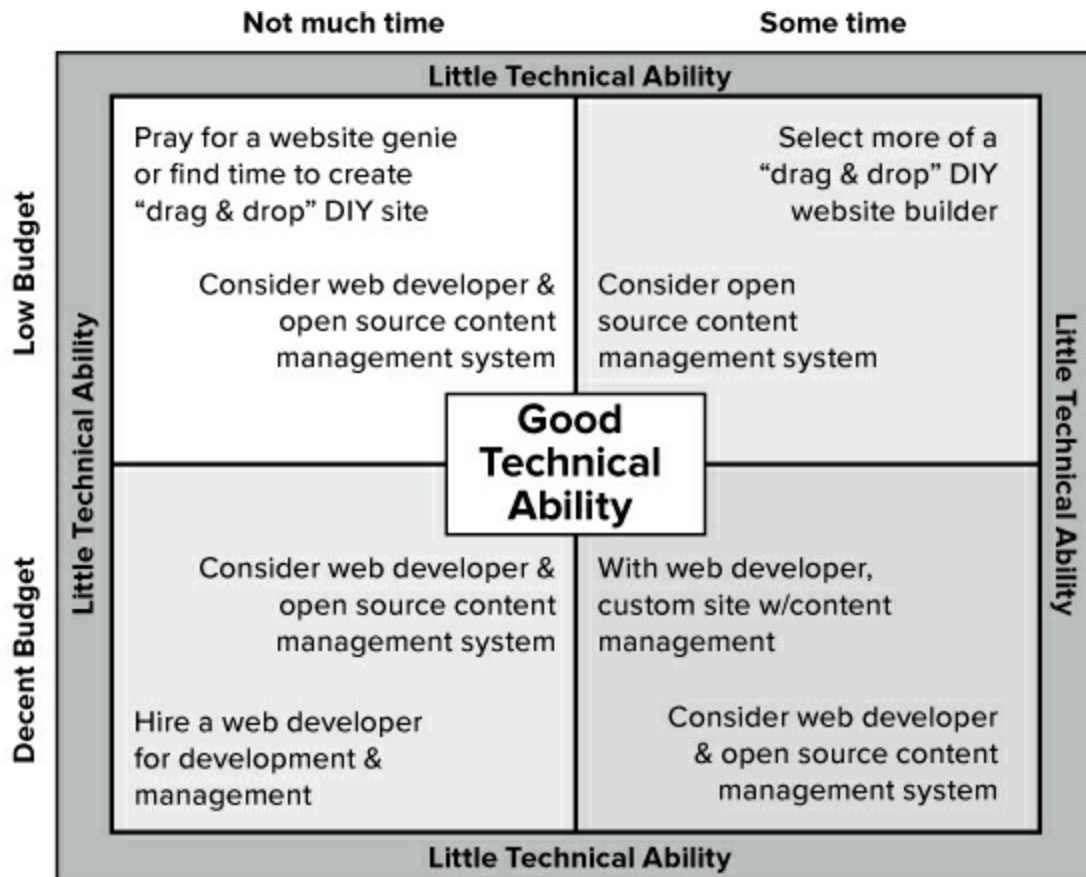 Not much time
Some time
Little Technical Ability
Low Budget
Decent Budget
Little Technical Ability
Pray for a website genie
or find time to create
“drag & drop” DIY site
Consider web developer &
open source content
management system
Select more of a
“drag & drop” DIY
website builder
Consider open
source content
management system
Good
Technical
Ability
Consider web developer &
open source content
management system
Hire a web developer
for development &
management
With web developer,
custom site w/content
management
Consider web developer
& open source content
management system
Little Technical Ability
Little Technical Ability